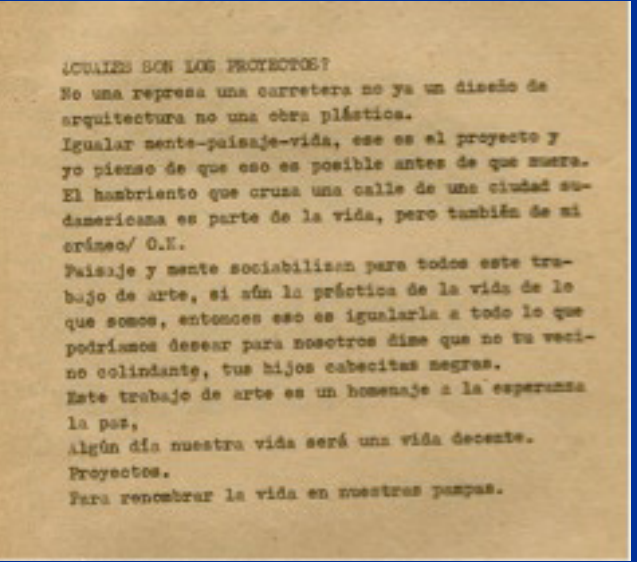 ¿CUALES SON LOS PROYECTOS?
No una represa una carretera no ya un diseño de
arquitectura no una obra plástica.
Igualar mente-paisaje-vida, ese es el proyecto y
yo pienso de que eso es posible antes de que muera.
El hambriento que cruza una calle de una ciudad su-
damericana es parte de la vida, pero también de mi
cráneo/ O.K.
Paisaje y mente sociabilizan para todos este tra-
bajo de arte, si aún la práctica de la vida de lo
que somos, entonces eso es igualarla a todo lo que
podríamos desear para nosotros dime que no tu veci-
no colindante, tus hijos cabecitas negras.
Este trabajo de arte es un homenaje a la esperanza
la paz,
Algún día nuestra vida será una vida decente.
Proyectos.
Para renombrar la vida en nuestras pampas.